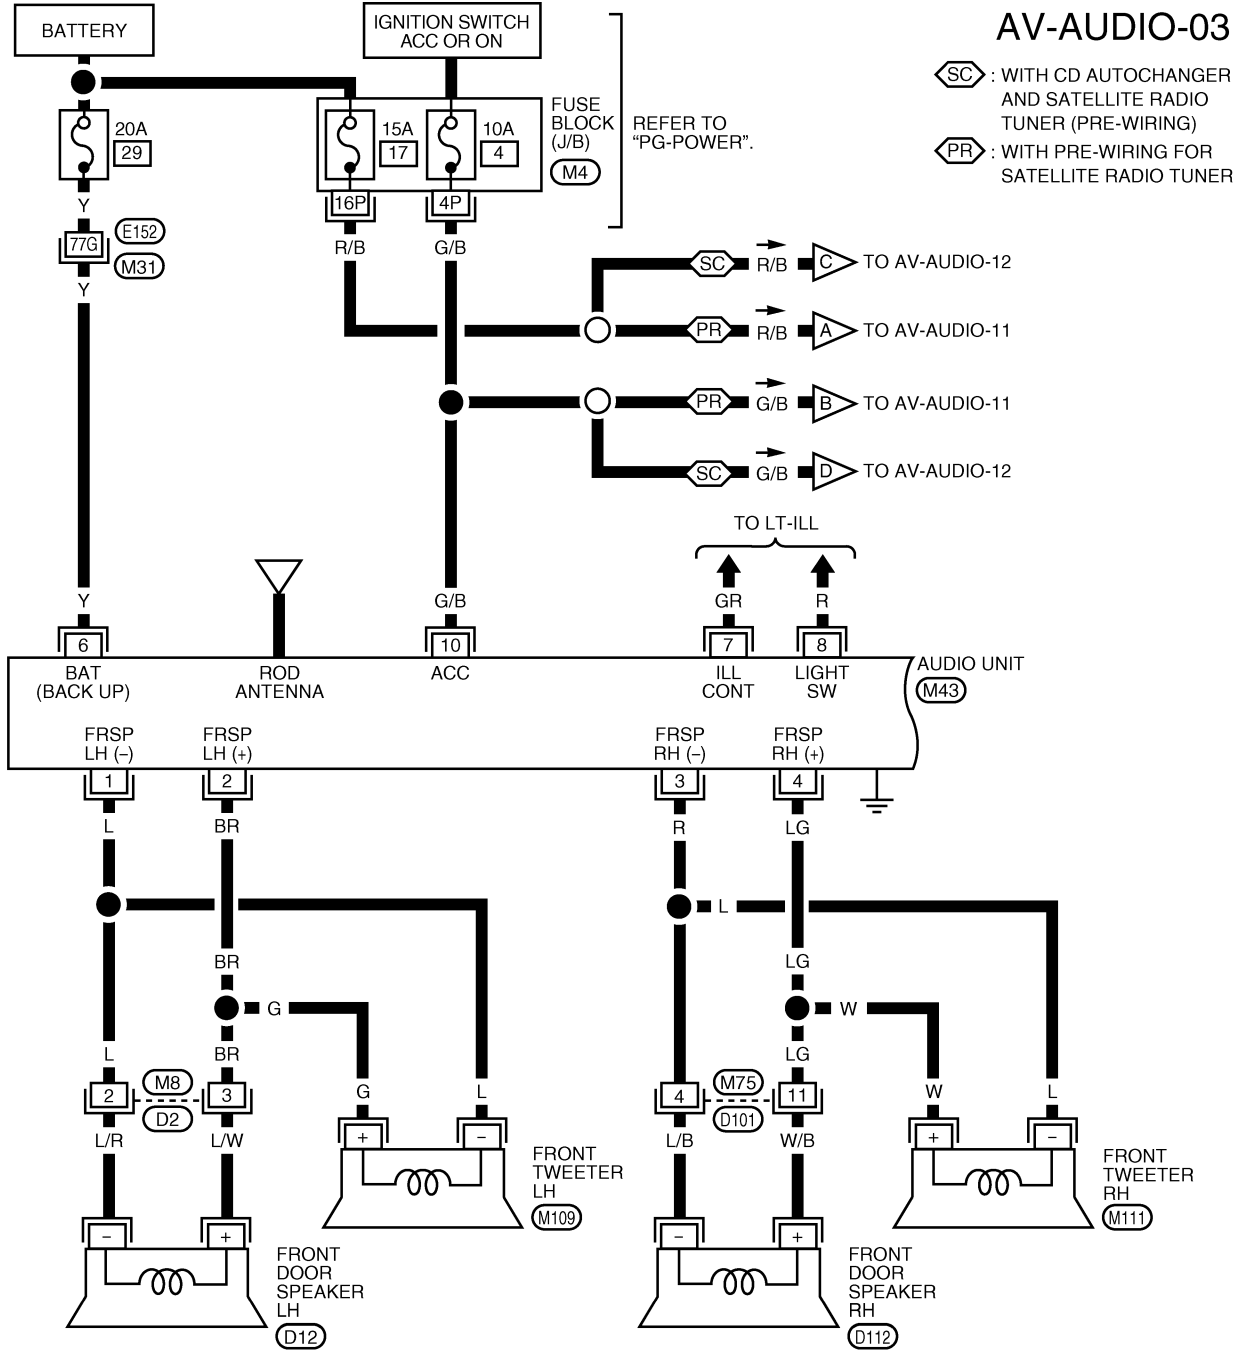 AV-AUDIO-03
BATTERY
IGNITION SWITCH
ACC OR ON
SC : WITH CD AUTOCHANGER
AND SATELLITE RADIO
TUNER (PRE-WIRING)
PR : WITH PRE-WIRING FOR
SATELLITE RADIO TUNER
20A
29
15A
17
10A
4
FUSE
BLOCK
(J/B)
M4
REFER TO
“PG-POWER”.
16P
4P
Y
77G
E152
M31
Y
R/B
G/B
SC
R/B
C
TO AV-AUDIO-12
PR
R/B
A
TO AV-AUDIO-11
PR
G/B
B
TO AV-AUDIO-11
SC
G/B
D
TO AV-AUDIO-12
TO LT-ILL
Y
G/B
GR
R
6
10
7
8
BAT
(BACK UP)
ROD
ANTENNA
ACC
ILL
CONT
LIGHT
SW
AUDIO UNIT
M43
FRSP
LH (–)
FRSP
LH (+)
FRSP
RH (–)
FRSP
RH (+)
1
2
3
4
L
BR
R
LG
L
BR
LG
G
W
L
BR
LG
2
M8
D2
3
G
L
4
M75
D101
11
W
L
L/R
L/W
+
–
L/B
W/B
+
–
FRONT
TWEETER
LH
M109
FRONT
TWEETER
RH
M111
–
+
–
+
FRONT
DOOR
SPEAKER
LH
D12
FRONT
DOOR
SPEAKER
RH
D112